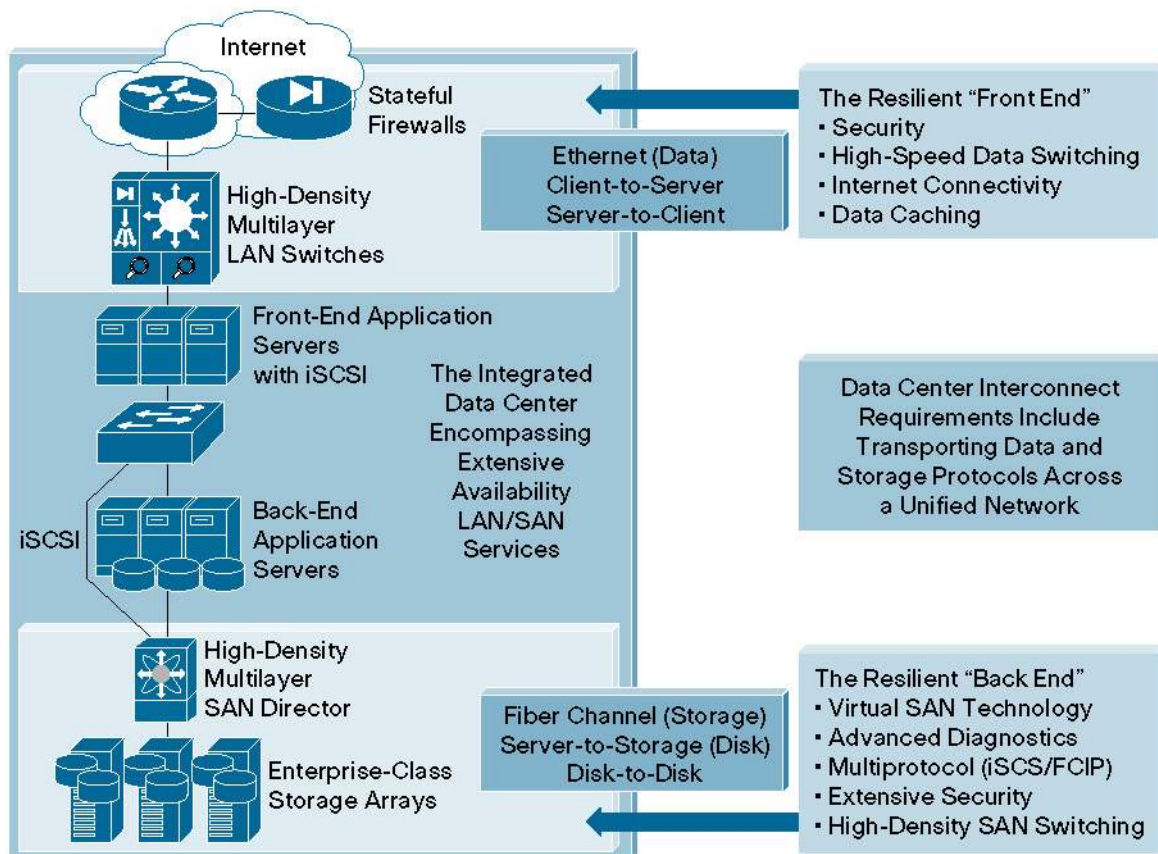 Internet
Stateful
Firewalls
High-Density
Multilayer
LAN Switches
Front-End Application
Servers
with iSCSI
iSCSI
Back-End
Application
Servers
The Integrated
Data Center
Encompassing
Extensive
Availability
LAN/SAN
Services
High-Density
Multilayer
SAN Director
Enterprise-Class
Storage Arrays
Ethernet (Data)
Client-to-Server
Server-to-Client
Fiber Channel (Storage)
Server-to-Storage (Disk)
Disk-to-Disk
The Resilient “Front End”
▪ Security
▪ High-Speed Data Switching
▪ Internet Connectivity
▪ Data Caching
Data Center Interconnect
Requirements Include
Transporting Data and
Storage Protocols Across
a Unified Network
The Resilient “Back End”
▪ Virtual SAN Technology
▪ Advanced Diagnostics
▪ Multiprotocol (iSCS/FCIP)
▪ Extensive Security
▪ High-Density SAN Switching